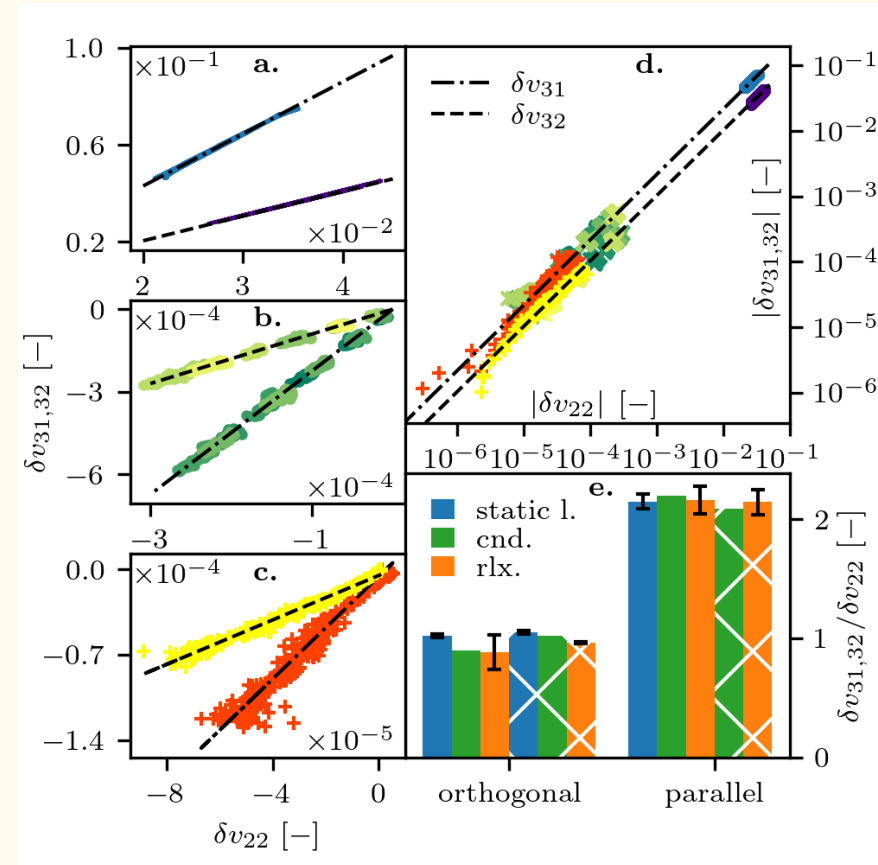 1.0
×10⁻¹
a.
0.6
0.2
×10⁻²
2 3 4
0
×10⁻⁴
b.
−3
−6
×10⁻⁴
−3 −1
0.0
×10⁻⁴
c.
−0.7
−1.4
×10⁻⁵
−8 −4 0
δv₃₁,₃₂ [−]
δv₂₂ [−]
d.
δv₃₁
δv₃₂
10⁻¹
10⁻²
10⁻³
10⁻⁴
10⁻⁵
10⁻⁶
|δv₃₁,₃₂| [−]
|δv₂₂| [−]
10⁻⁶ 10⁻⁵ 10⁻⁴ 10⁻³ 10⁻² 10⁻¹
e.
static l.
cnd.
rlx.
2
1
0
δv₃₁,₃₂/δv₂₂ [−]
orthogonal parallel